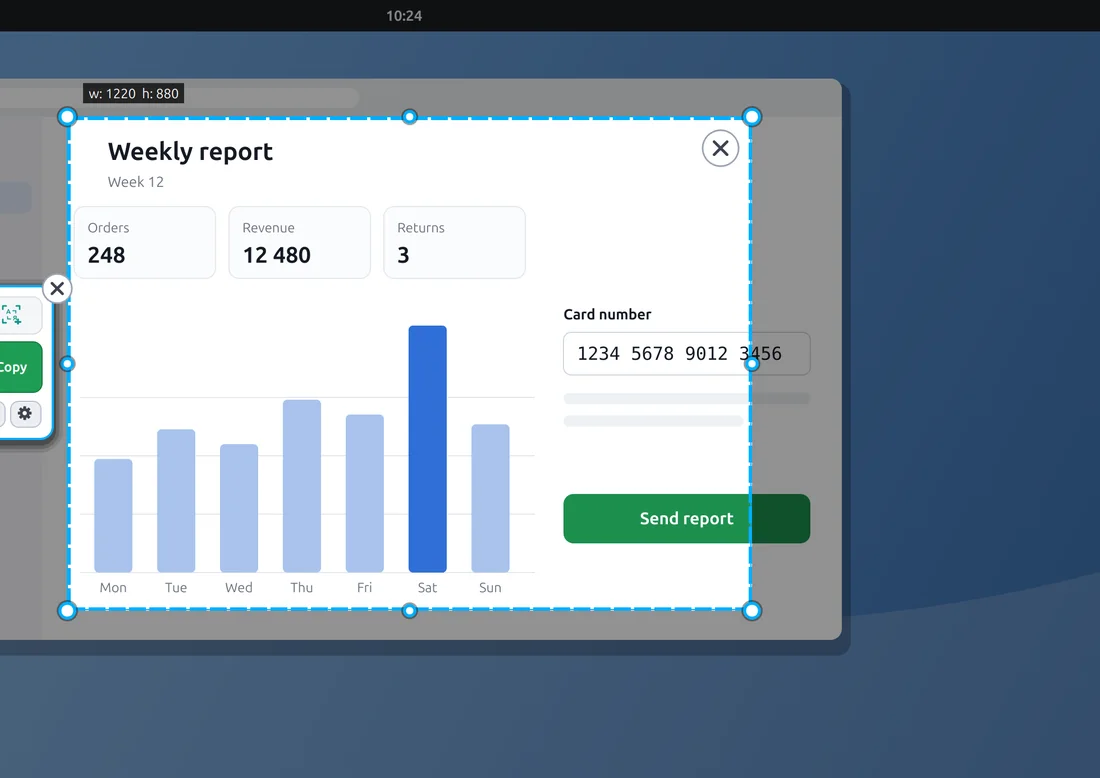 10:24
w: 1220 h: 880
Weekly report
Week 12
Orders
248
Revenue
12 480
Returns
3
Copy
Card number
1234 5678 9012 3456
Send report
Mon Tue Wed Thu Fri Sat Sun